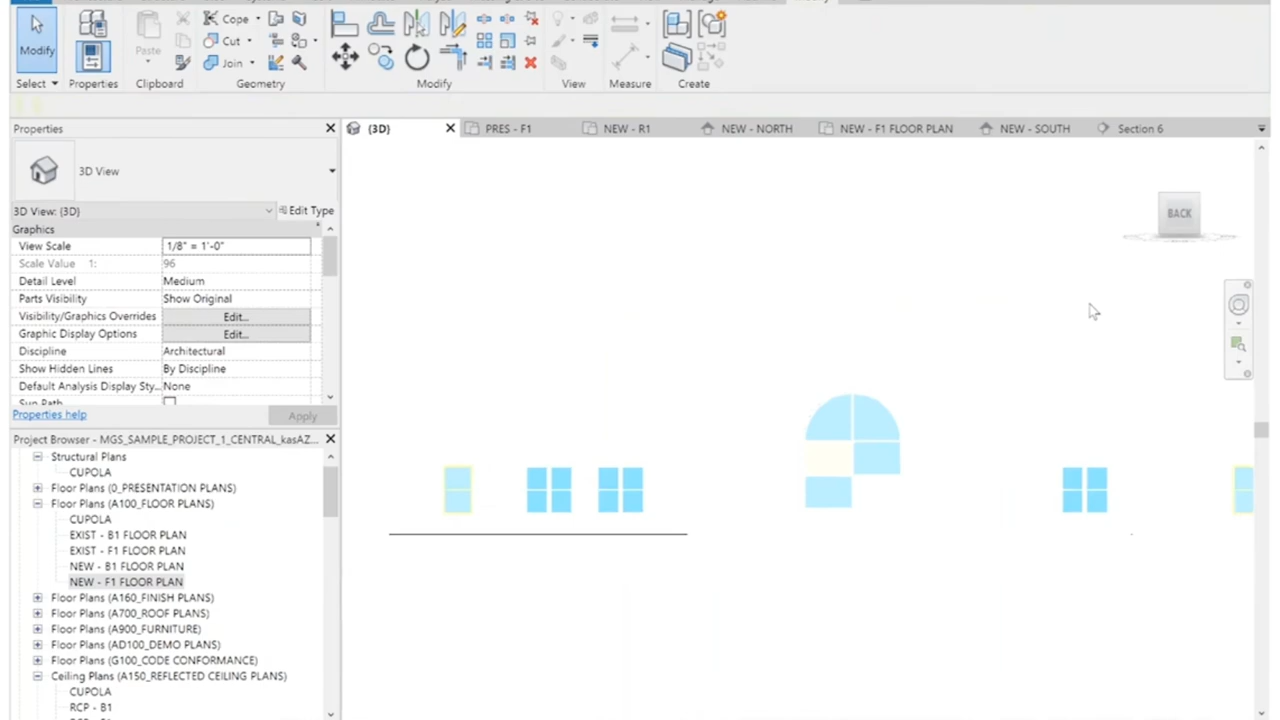 Cope
Modify
Paste
Cut
Join
Select
Properties
Clipboard
Geometry
Modify
View
Measure
Create
Properties
(3D)
PRES - F1
NEW - R1
NEW - NORTH
NEW - F1 FLOOR PLAN
NEW - SOUTH
Section 6
3D View
3D View: (3D)
Edit Type
Graphics
View Scale
1/8" = 1'-0"
Scale Value 1:
96
Detail Level
Medium
Parts Visibility
Show Original
Visibility/Graphics Overrides
Edit...
Graphic Display Options
Edit...
Discipline
Architectural
Show Hidden Lines
By Discipline
Default Analysis Display Sty...
None
Sun Path
Properties help
Apply
Project Browser - MGS_SAMPLE_PROJECT_1_CENTRAL_kasAZ...
Structural Plans
CUPOLA
Floor Plans (0_PRESENTATION PLANS)
Floor Plans (A100_FLOOR PLANS)
CUPOLA
EXIST - B1 FLOOR PLAN
EXIST - F1 FLOOR PLAN
NEW - B1 FLOOR PLAN
NEW - F1 FLOOR PLAN
Floor Plans (A160_FINISH PLANS)
Floor Plans (A700_ROOF PLANS)
Floor Plans (A900_FURNITURE)
Floor Plans (AD100_DEMO PLANS)
Floor Plans (G100_CODE CONFORMANCE)
Ceiling Plans (A150_REFLECTED CEILING PLANS)
CUPOLA
RCP - B1
BACK